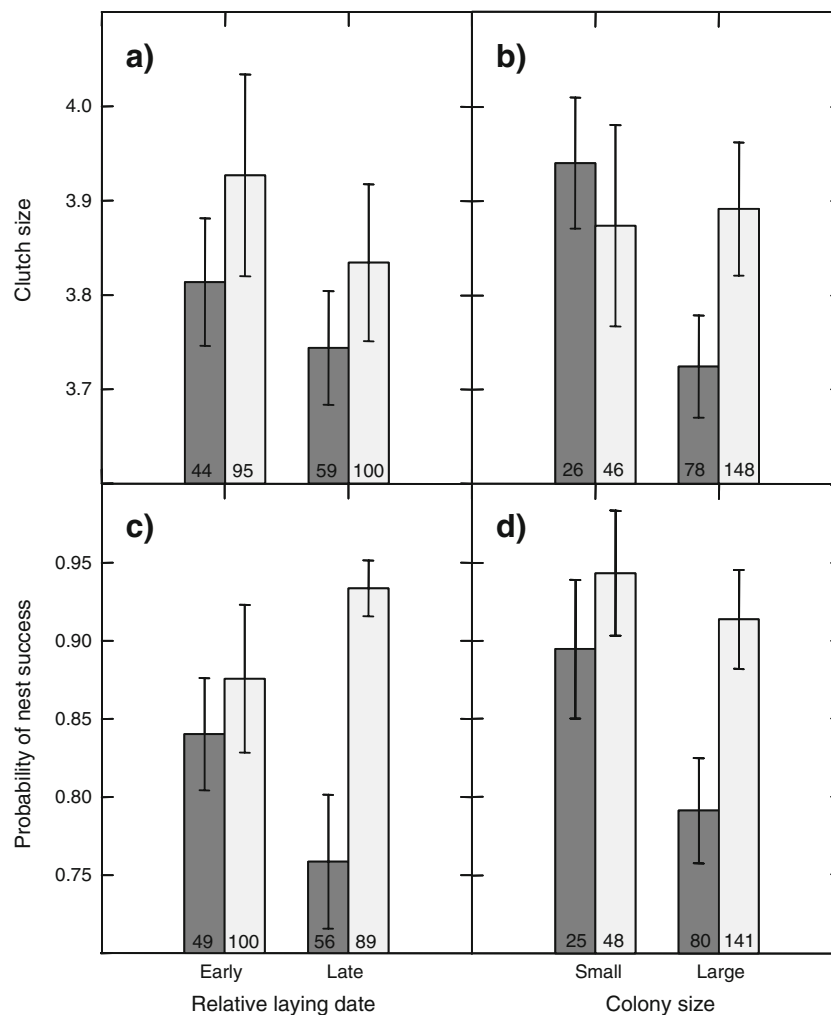 a) b)
4.0
3.9
3.8
3.7
Clutch size
44 95 59 100 26 46 78 148
c) d)
0.95
0.90
0.85
0.80
0.75
Probability of nest success
49 100 56 89 25 48 80 141
Early Late Small Large
Relative laying date Colony size